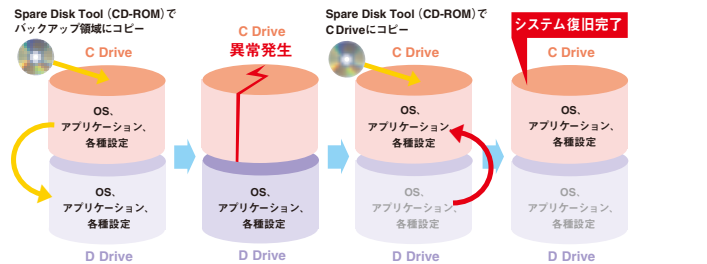 Spare Disk Tool（CD-ROM）で
バックアップ領域にコピー
C Drive
OS、
アプリケーション、
各種設定
OS、
アプリケーション、
各種設定
D Drive
C Drive
異常発生
OS、
アプリケーション、
各種設定
D Drive
Spare Disk Tool（CD-ROM）で
C Driveにコピー
C Drive
OS、
アプリケーション、
各種設定
OS、
アプリケーション、
各種設定
D Drive
システム復旧完了
C Drive
OS、
アプリケーション、
各種設定
OS、
アプリケーション、
各種設定
D Drive